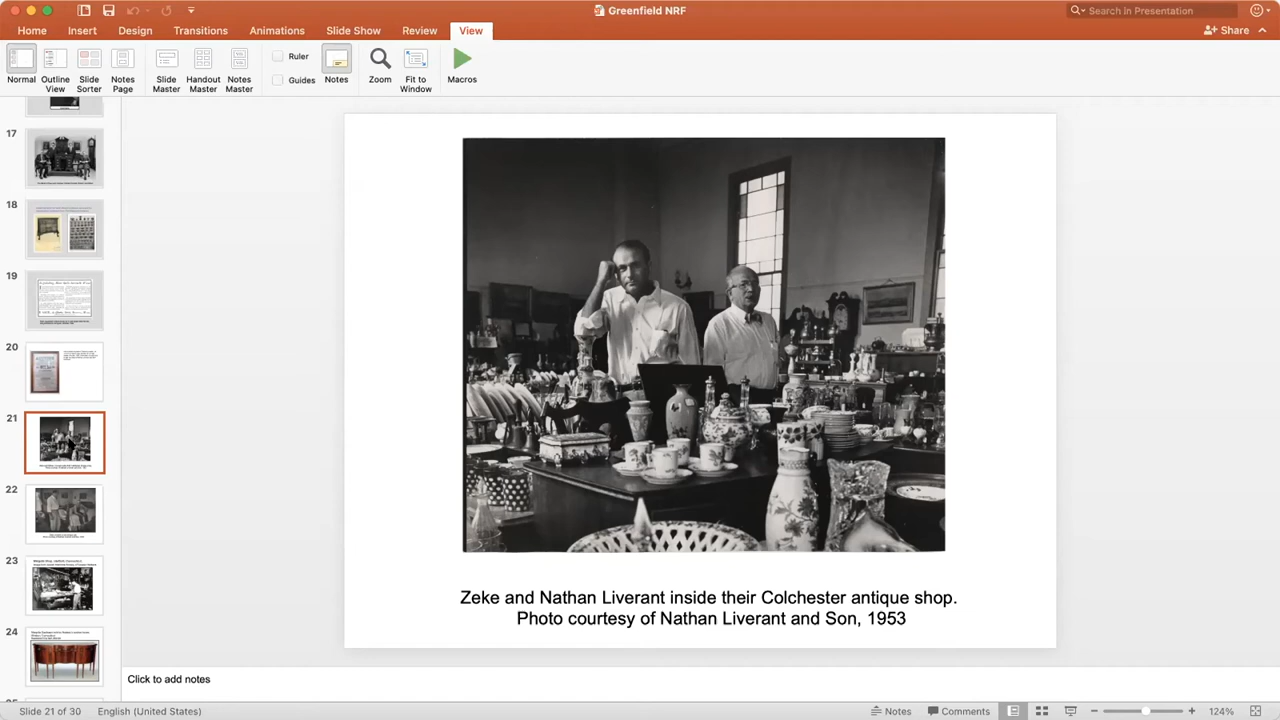 Greenfield NRF
Search in Presentation
Home Insert Design Transitions Animations Slide Show Review View
Share
Normal
Outline View
Slide Sorter
Notes Page
Slide Master
Handout Master
Notes Master
Ruler
Guides
Notes
Zoom
Fit to Window
Macros
17
18
19
20
21
22
23
24
Zeke and Nathan Liverant inside their Colchester antique shop.
Photo courtesy of Nathan Liverant and Son, 1953
Click to add notes
Slide 21 of 30 English (United States) Notes Comments 124%